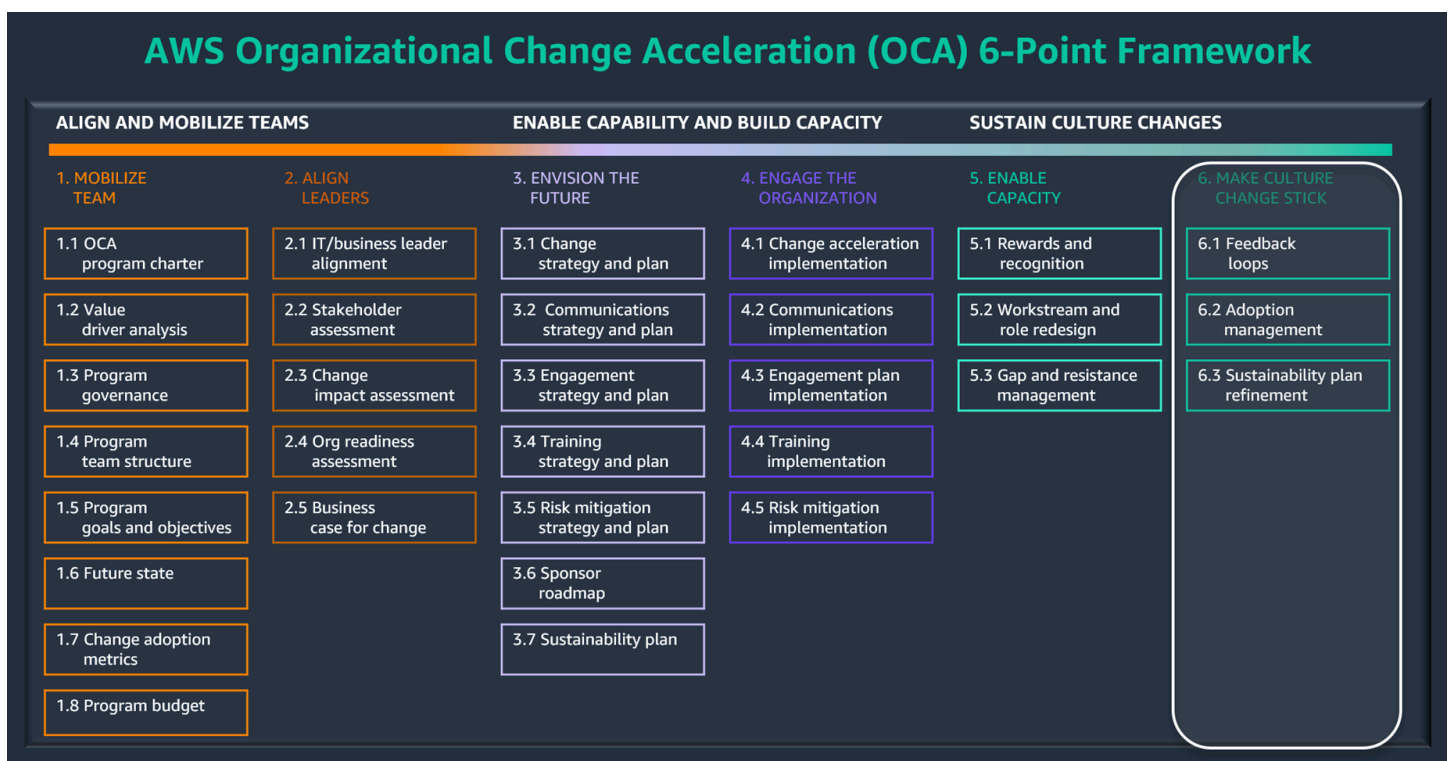 AWS Organizational Change Acceleration (OCA) 6-Point Framework
ALIGN AND MOBILIZE TEAMS
ENABLE CAPABILITY AND BUILD CAPACITY
SUSTAIN CULTURE CHANGES
1. MOBILIZE
TEAM
1.1 OCA
program charter
1.2 Value
driver analysis
1.3 Program
governance
1.4 Program
team structure
1.5 Program
goals and objectives
1.6 Future state
1.7 Change adoption
metrics
1.8 Program budget
2. ALIGN
LEADERS
2.1 IT/business leader
alignment
2.2 Stakeholder
assessment
2.3 Change
impact assessment
2.4 Org readiness
assessment
2.5 Business
case for change
3. ENVISION THE
FUTURE
3.1 Change
strategy and plan
3.2 Communications
strategy and plan
3.3 Engagement
strategy and plan
3.4 Training
strategy and plan
3.5 Risk mitigation
strategy and plan
3.6 Sponsor
roadmap
3.7 Sustainability plan
4. ENGAGE THE
ORGANIZATION
4.1 Change acceleration
implementation
4.2 Communications
implementation
4.3 Engagement plan
implementation
4.4 Training
implementation
4.5 Risk mitigation
implementation
5. ENABLE
CAPACITY
5.1 Rewards and
recognition
5.2 Workstream and
role redesign
5.3 Gap and resistance
management
6. MAKE CULTURE
CHANGE STICK
6.1 Feedback
loops
6.2 Adoption
management
6.3 Sustainability plan
refinement